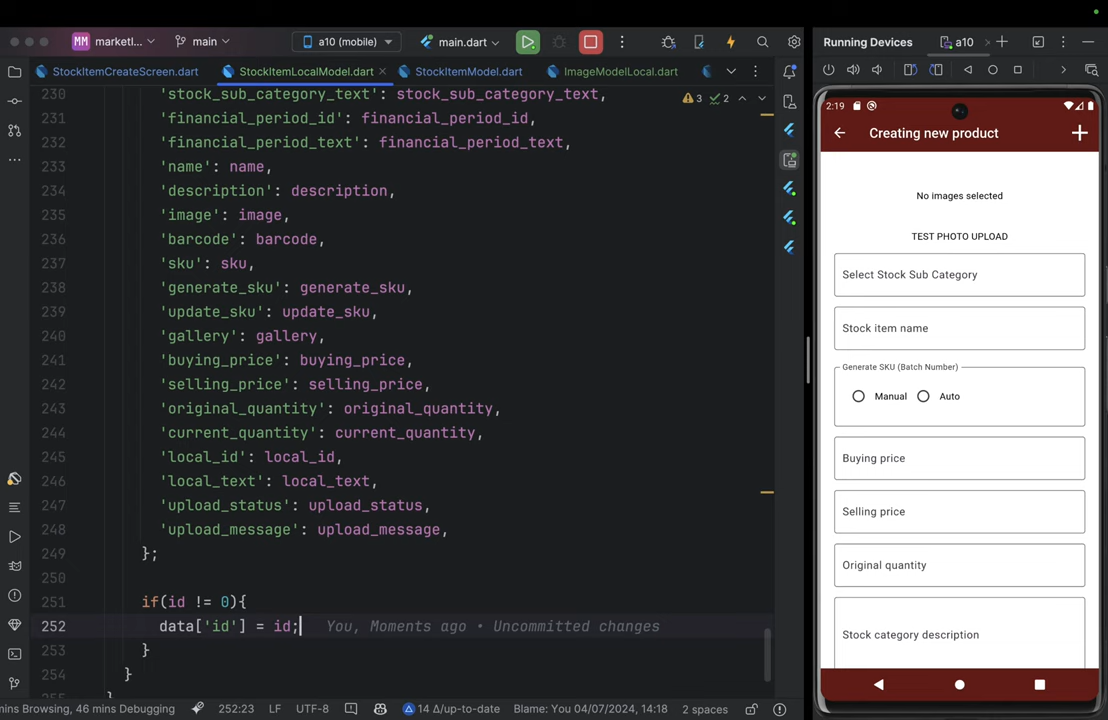 MM marketl... main a10 (mobile) main.dart Running Devices a10
StockItemCreateScreen.dart StockItemLocalModel.dart StockItemModel.dart ImageModelLocal.dart
230 'stock_sub_category_text': stock_sub_category_text, 3 2
231 'financial_period_id': financial_period_id,
232 'financial_period_text': financial_period_text,
233 'name': name,
234 'description': description,
235 'image': image,
236 'barcode': barcode,
237 'sku': sku,
238 'generate_sku': generate_sku,
239 'update_sku': update_sku,
240 'gallery': gallery,
241 'buying_price': buying_price,
242 'selling_price': selling_price,
243 'original_quantity': original_quantity,
244 'current_quantity': current_quantity,
245 'local_id': local_id,
246 'local_text': local_text,
247 'upload_status': upload_status,
248 'upload_message': upload_message,
249 };
250
251 if(id != 0){
252 data['id'] = id; You, Moments ago • Uncommitted changes
253 }
254 }
2:19
Creating new product
No images selected
TEST PHOTO UPLOAD
Select Stock Sub Category
Stock item name
Generate SKU (Batch Number)
Manual Auto
Buying price
Selling price
Original quantity
Stock category description
mins Browsing, 46 mins Debugging 252:23 LF UTF-8 14 Δ/up-to-date Blame: You 04/07/2024, 14:18 2 spaces